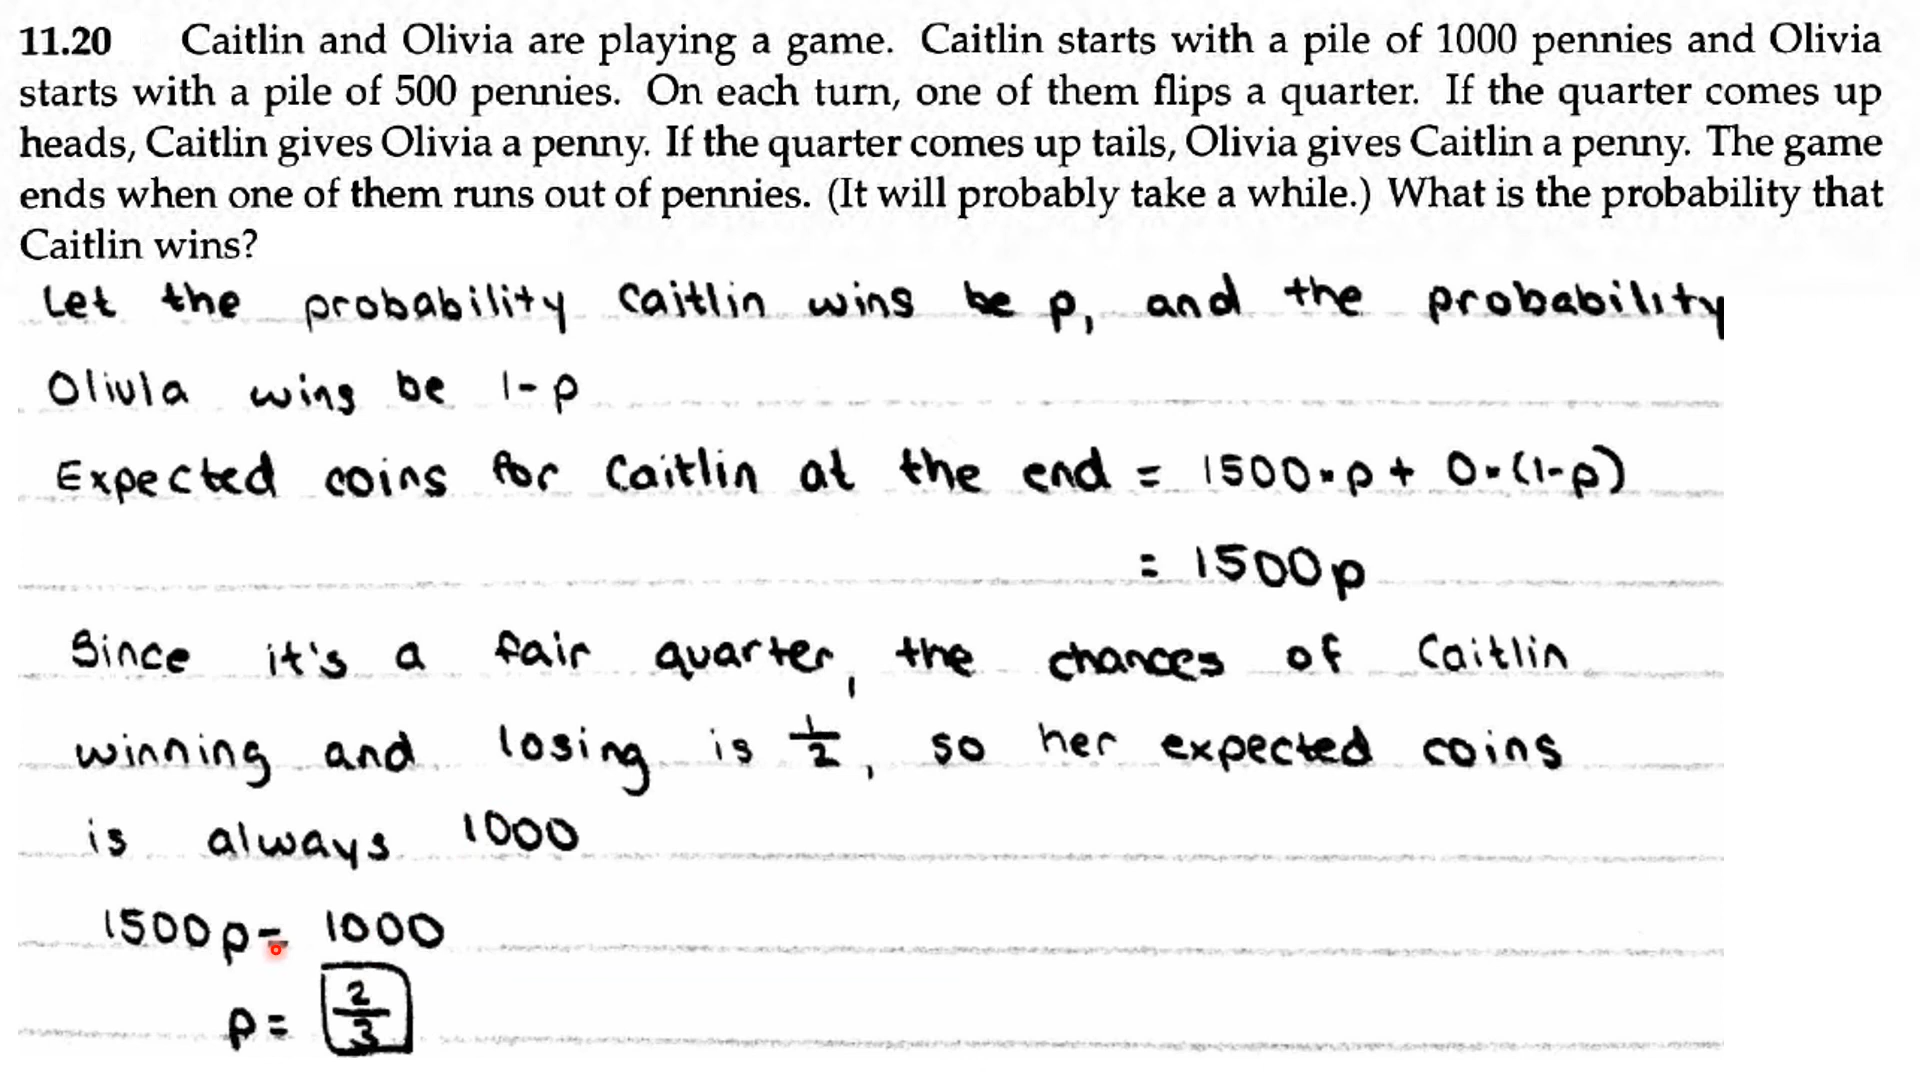 11.20 Caitlin and Olivia are playing a game. Caitlin starts with a pile of 1000 pennies and Olivia
starts with a pile of 500 pennies. On each turn, one of them flips a quarter. If the quarter comes up
heads, Caitlin gives Olivia a penny. If the quarter comes up tails, Olivia gives Caitlin a penny. The game
ends when one of them runs out of pennies. (It will probably take a while.) What is the probability that
Caitlin wins?
Let the probability Caitlin wins be p, and the probability
Olivia wins be 1-p
Expected coins for Caitlin at the end = 1500·p + 0·(1-p)
= 1500p
Since it's a fair quarter, the chances of Caitlin
winning and losing is 1/2, so her expected coins
is always 1000
1500p = 1000
p = 2/3